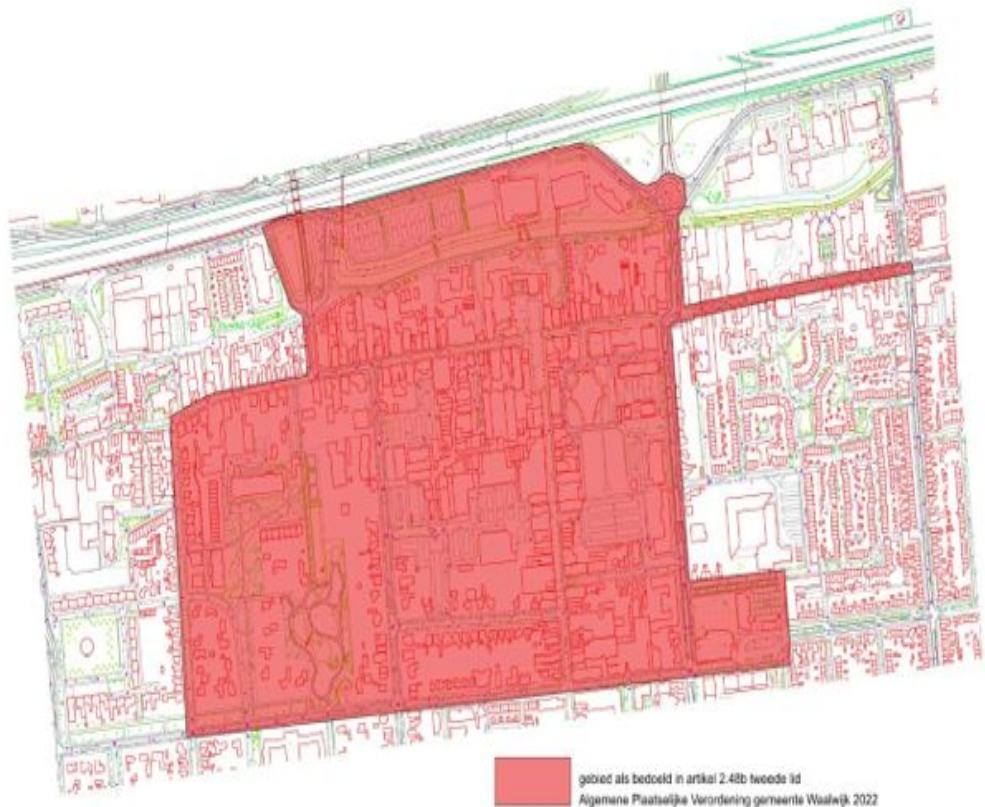 gebied als bedoeld in artikel 2.48b tweede lid
Algemene Plaatselijke Verordening gemeente Waalwijk 2022